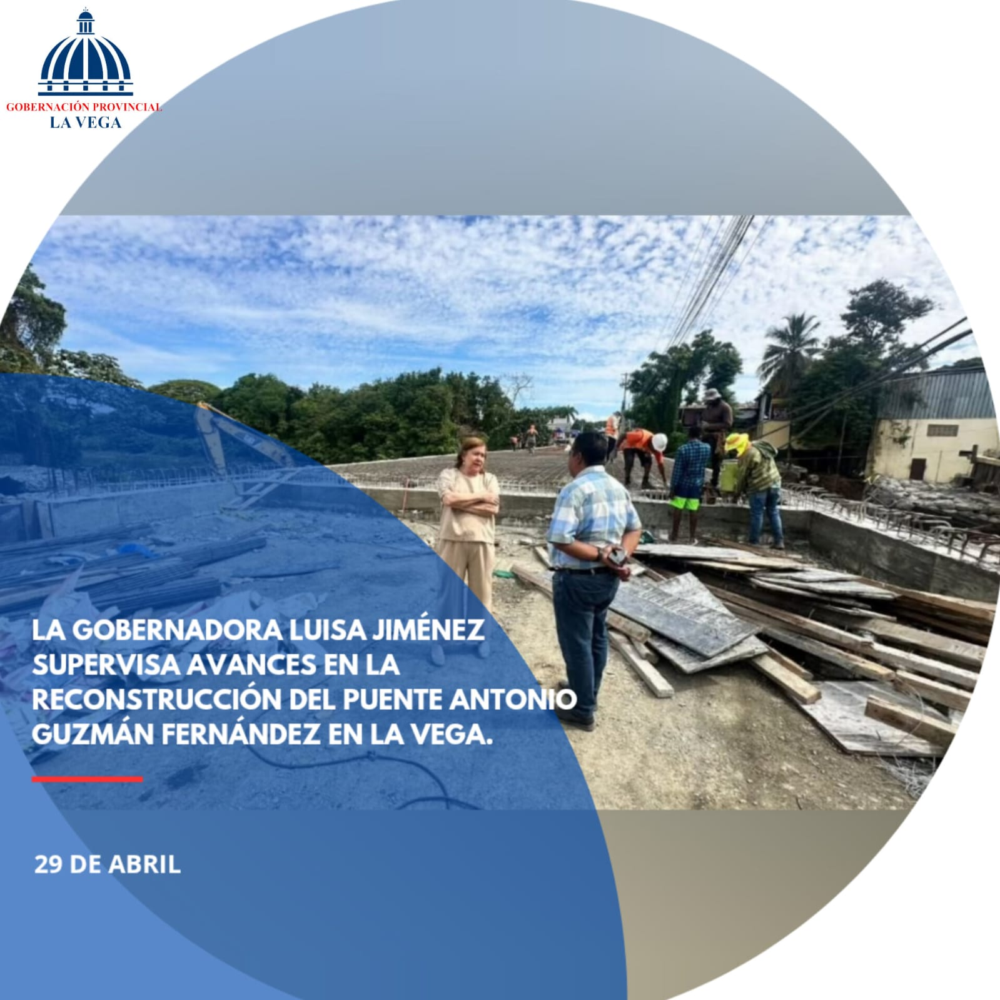 GOBERNACIÓN PROVINCIAL
LA VEGA
LA GOBERNADORA LUISA JIMÉNEZ
SUPERVISA AVANCES EN LA
RECONSTRUCCIÓN DEL PUENTE ANTONIO
GUZMÁN FERNÁNDEZ EN LA VEGA.
29 DE ABRIL